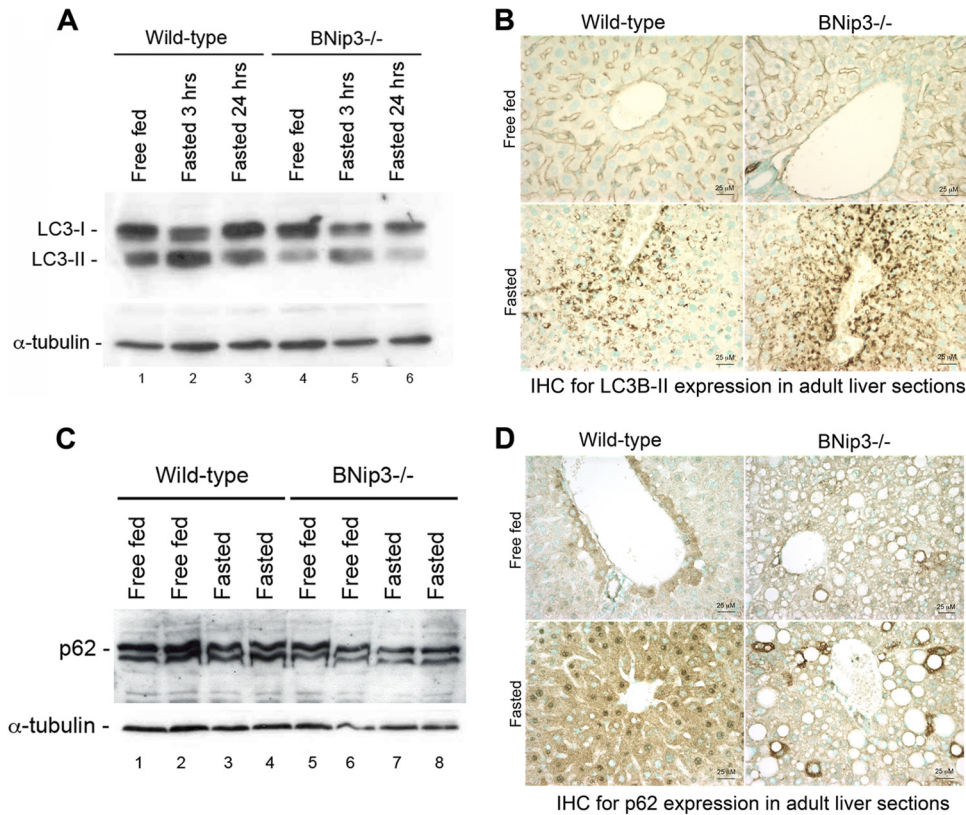 A
Wild-type BNip3-/-
Free fed Fasted 3 hrs Fasted 24 hrs Free fed Fasted 3 hrs Fasted 24 hrs
LC3-I -
LC3-II -
α-tubulin -
1 2 3 4 5 6
B
Wild-type BNip3-/-
Free fed
25 µM 25 µM
Fasted
25 µM 25 µM
IHC for LC3B-II expression in adult liver sections
C
Wild-type BNip3-/-
Free fed Free fed Fasted Fasted Free fed Free fed Fasted Fasted
p62 -
α-tubulin -
1 2 3 4 5 6 7 8
D
Wild-type BNip3-/-
Free fed
25 µM 25 µM
Fasted
25 µM 25 µM
IHC for p62 expression in adult liver sections